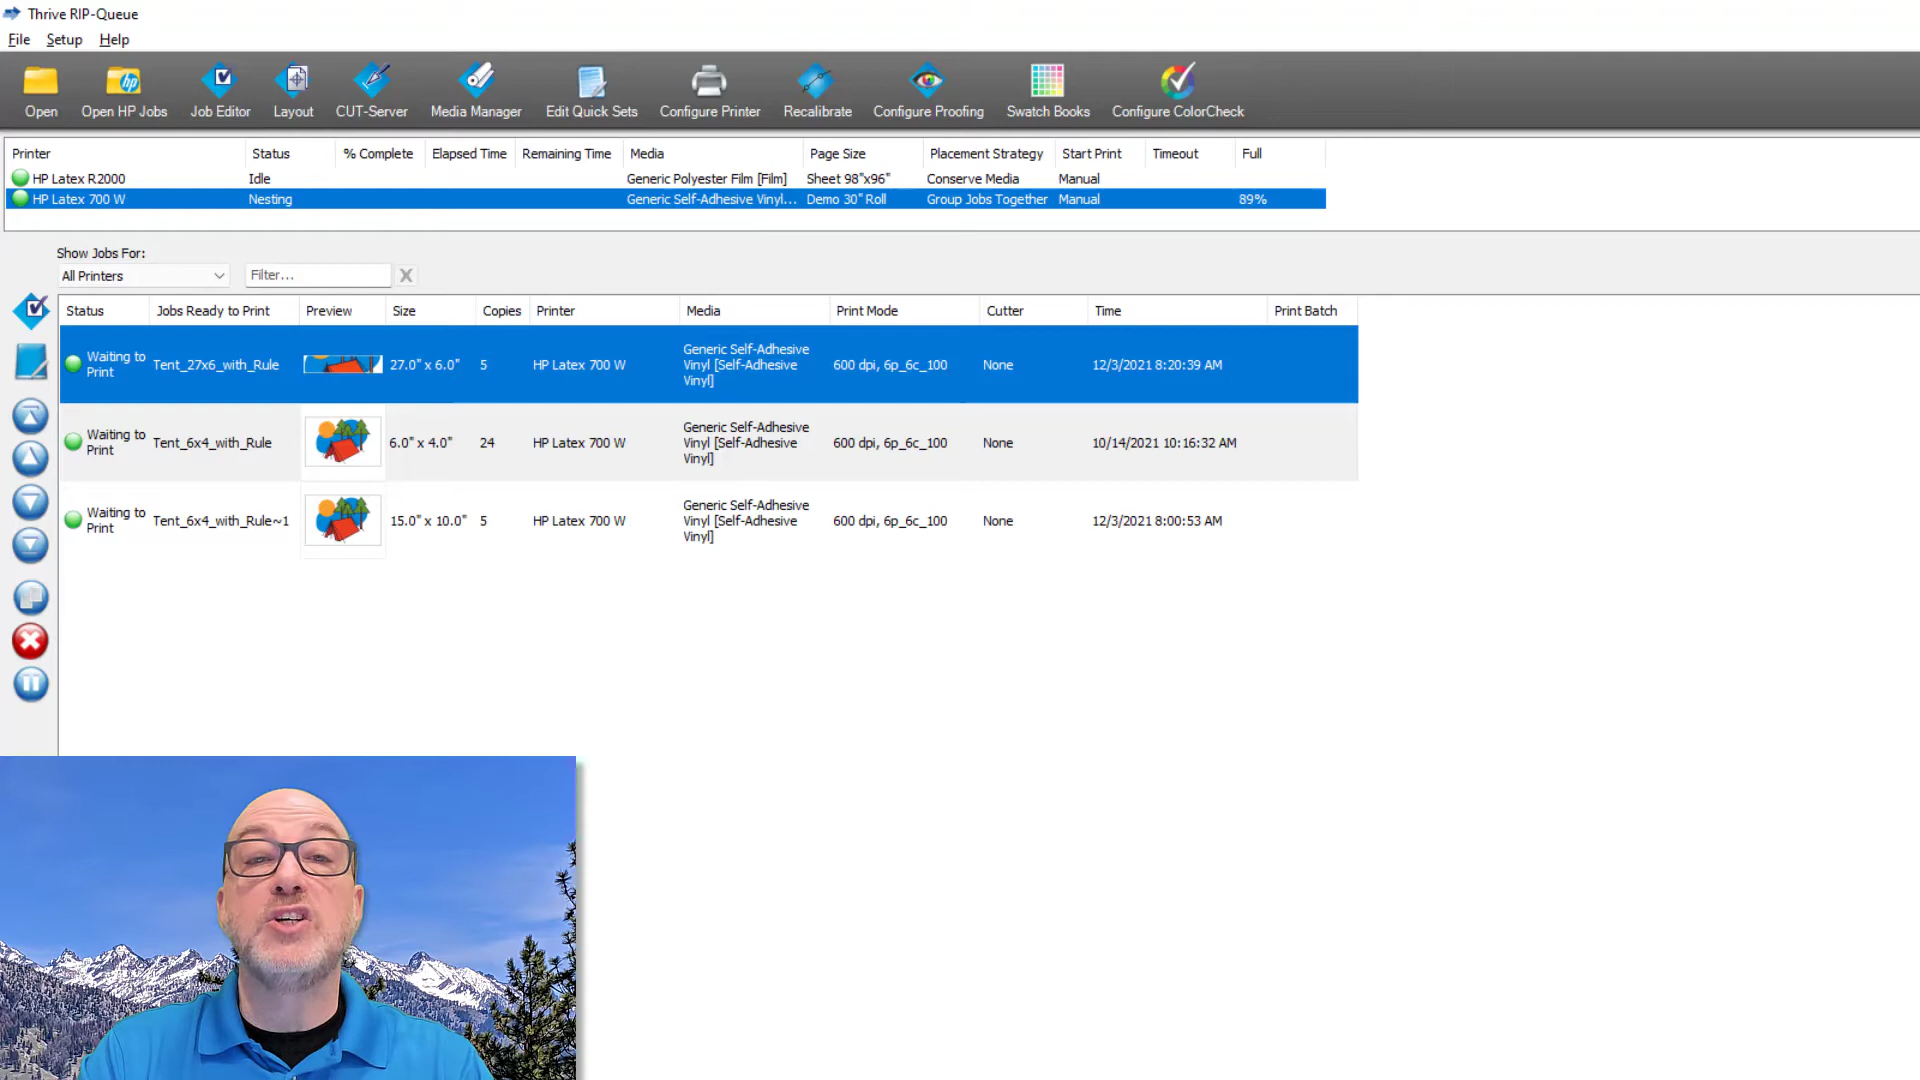 Thrive RIP-Queue
File Setup Help
Open Open HP Jobs Job Editor Layout CUT-Server Media Manager Edit Quick Sets Configure Printer Recalibrate Configure Proofing Swatch Books Configure ColorCheck
Printer Status % Complete Elapsed Time Remaining Time Media Page Size Placement Strategy Start Print Timeout Full
HP Latex R2000 Idle Generic Polyester Film [Film] Sheet 98"x96" Conserve Media Manual
HP Latex 700 W Nesting Generic Self-Adhesive Vinyl... Demo 30" Roll Group Jobs Together Manual 89%
Show Jobs For:
All Printers Filter... X
Status Jobs Ready to Print Preview Size Copies Printer Media Print Mode Cutter Time Print Batch
Waiting to Print Tent_27x6_with_Rule 27.0" x 6.0" 5 HP Latex 700 W Generic Self-Adhesive Vinyl [Self-Adhesive Vinyl] 600 dpi, 6p_6c_100 None 12/3/2021 8:20:39 AM
Waiting to Print Tent_6x4_with_Rule 6.0" x 4.0" 24 HP Latex 700 W Generic Self-Adhesive Vinyl [Self-Adhesive Vinyl] 600 dpi, 6p_6c_100 None 10/14/2021 10:16:32 AM
Waiting to Print Tent_6x4_with_Rule~1 15.0" x 10.0" 5 HP Latex 700 W Generic Self-Adhesive Vinyl [Self-Adhesive Vinyl] 600 dpi, 6p_6c_100 None 12/3/2021 8:00:53 AM